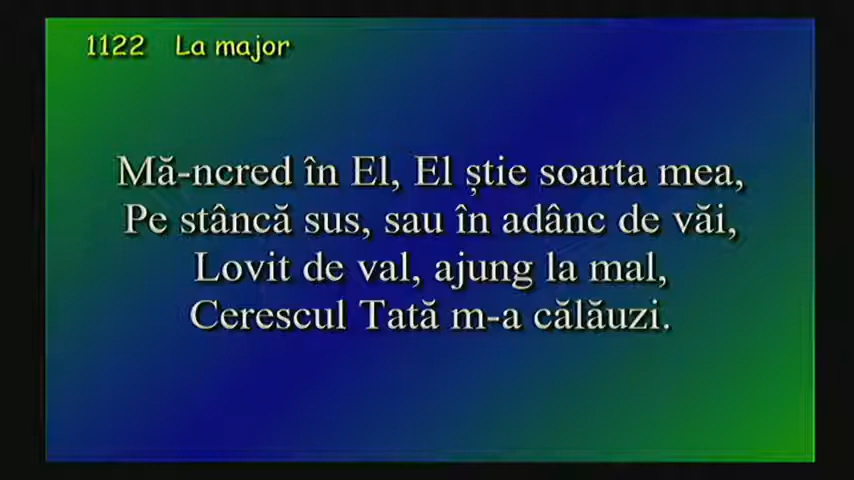 1122 La major
Mă-ncred în El, El știe soarta mea,
Pe stâncă sus, sau în adânc de văi,
Lovit de val, ajung la mal,
Cerescul Tată m-a călăuzi.